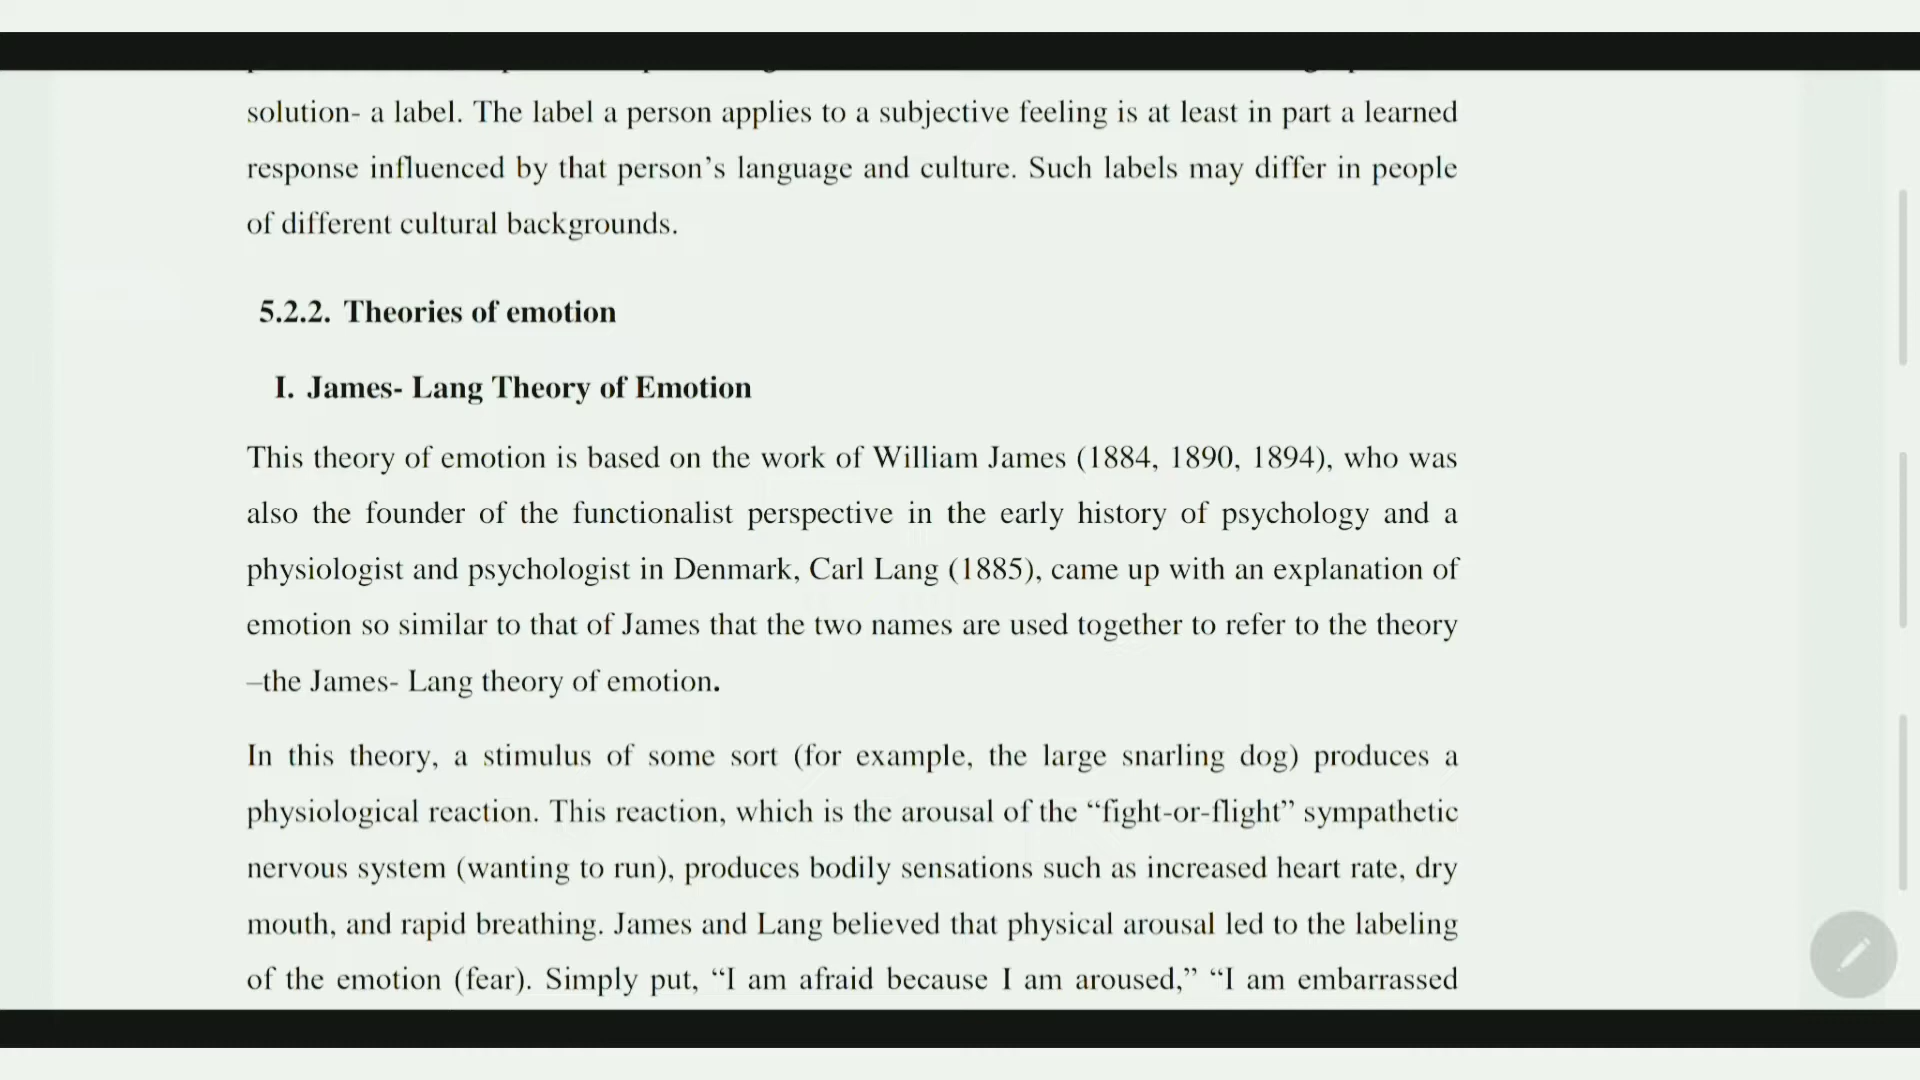 solution- a label. The label a person applies to a subjective feeling is at least in part a learned
response influenced by that person’s language and culture. Such labels may differ in people
of different cultural backgrounds.
5.2.2. Theories of emotion
I. James- Lang Theory of Emotion
This theory of emotion is based on the work of William James (1884, 1890, 1894), who was
also the founder of the functionalist perspective in the early history of psychology and a
physiologist and psychologist in Denmark, Carl Lang (1885), came up with an explanation of
emotion so similar to that of James that the two names are used together to refer to the theory
–the James- Lang theory of emotion.
In this theory, a stimulus of some sort (for example, the large snarling dog) produces a
physiological reaction. This reaction, which is the arousal of the “fight-or-flight” sympathetic
nervous system (wanting to run), produces bodily sensations such as increased heart rate, dry
mouth, and rapid breathing. James and Lang believed that physical arousal led to the labeling
of the emotion (fear). Simply put, “I am afraid because I am aroused,” “I am embarrassed